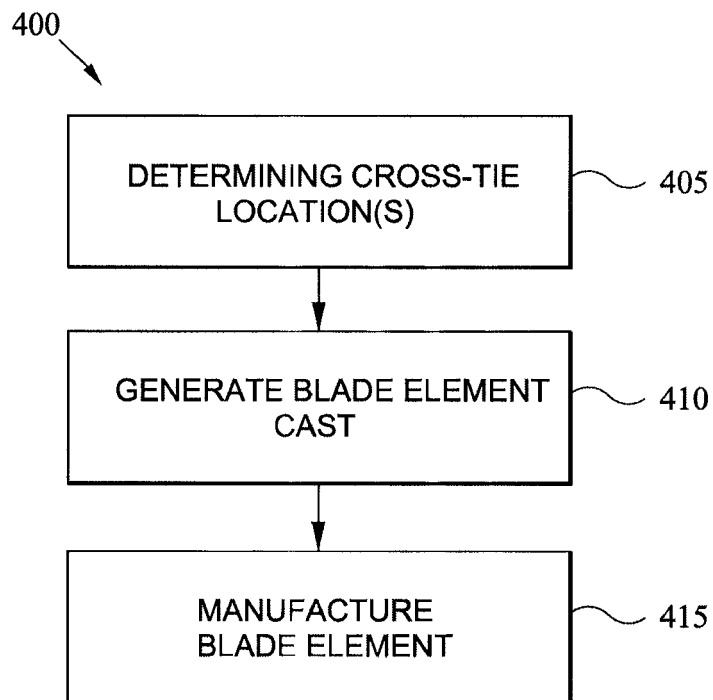 400
DETERMINING CROSS-TIE
LOCATION(S)
405
GENERATE BLADE ELEMENT
CAST
410
MANUFACTURE
BLADE ELEMENT
415